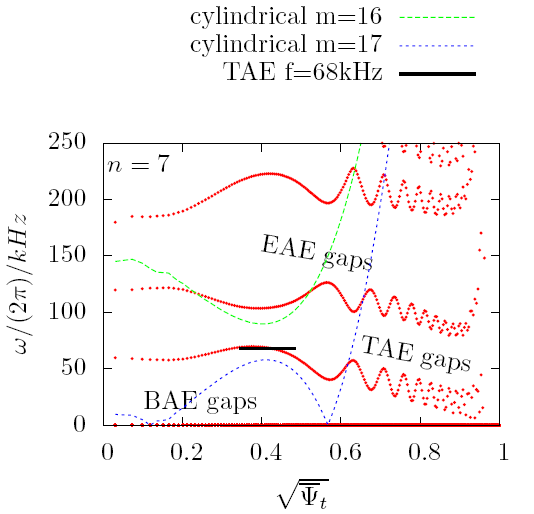 cylindrical m=16
cylindrical m=17
TAE f=68kHz
250
n = 7
200
EAE gaps
150
ω/(2π)/kHz
100
TAE gaps
50
BAE gaps
0
0 0.2 0.4 0.6 0.8 1
√Ψ̅ₜ